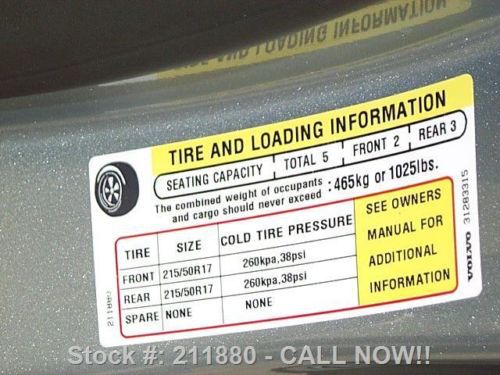 TIRE AND LOADING INFORMATION
SEATING CAPACITY TOTAL 5 FRONT 2 REAR 3
The combined weight of occupants
and cargo should never exceed : 465kg or 1025lbs.
TIRE SIZE COLD TIRE PRESSURE
FRONT 215/50R17 260kpa,38psi
REAR 215/50R17 260kpa,38psi
SPARE NONE NONE
SEE OWNERS
MANUAL FOR
ADDITIONAL
INFORMATION
VOLVO 31283315
211880
Stock #: 211880 - CALL NOW!!